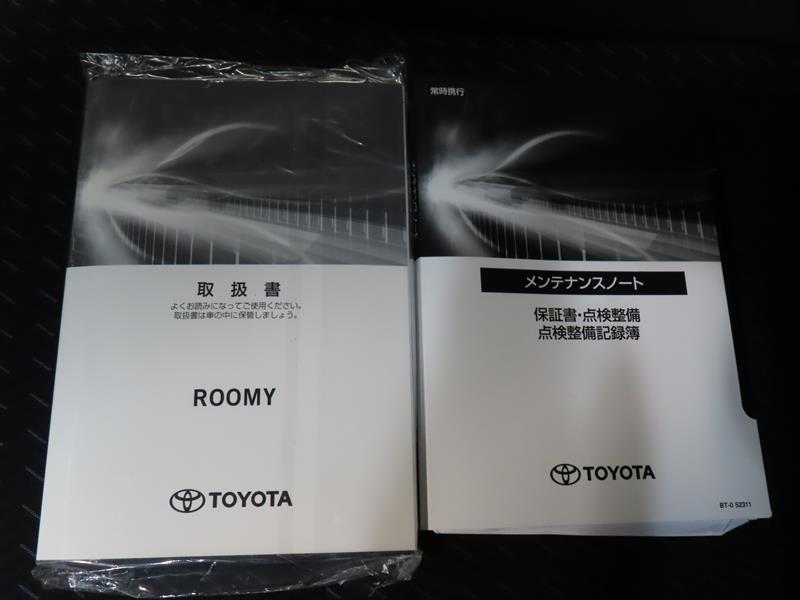 取扱書
よくお読みになってご使用ください。
取扱書は車の中に保管しましょう。
ROOMY
TOYOTA
常時携行
メンテナンスノート
保証書・点検整備
点検整備記録簿
TOYOTA
BT-0 52311